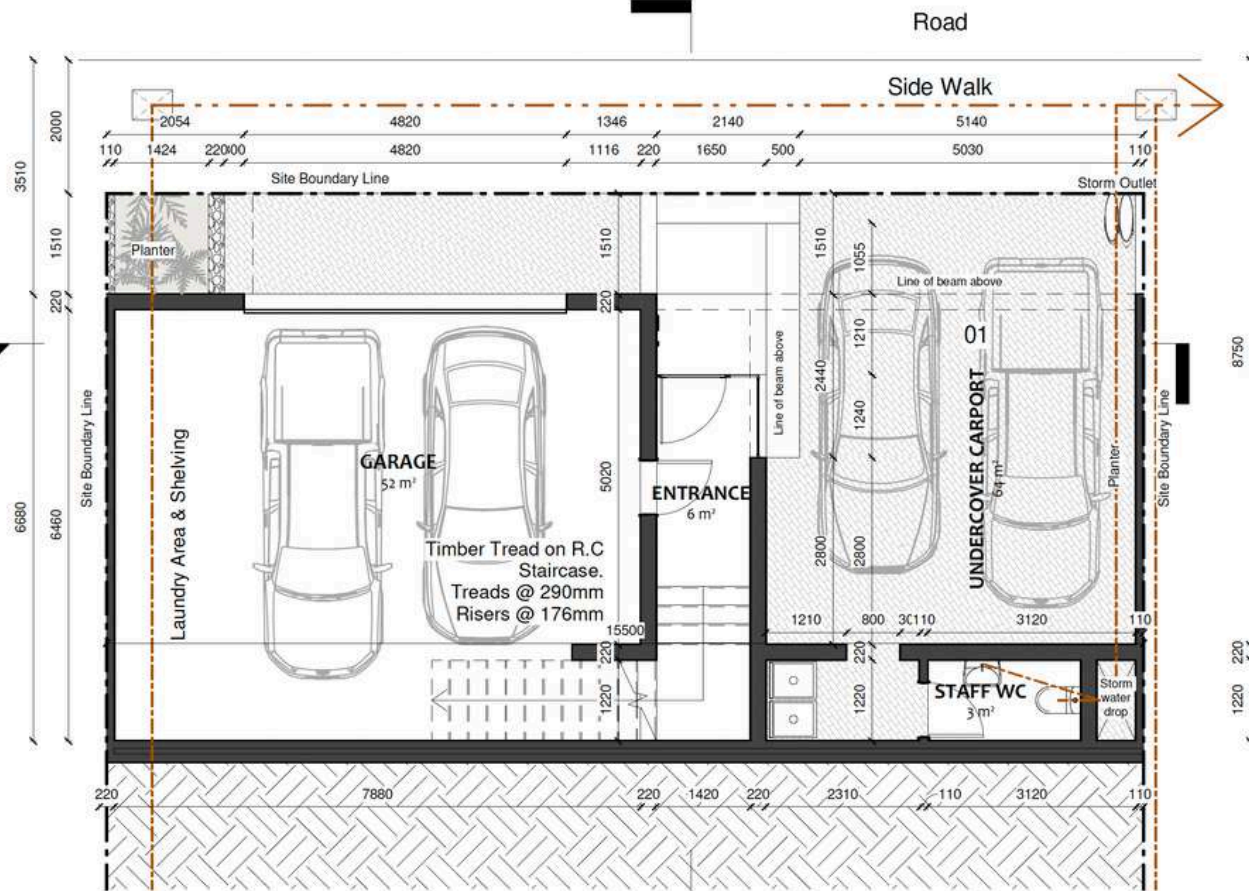 Road
Side Walk
2054
4820
1346
2140
5140
110
1424
220
00
4820
1116
220
1650
500
5030
110
Site Boundary Line
Storm Outlet
2000
3510
1510
220
6680
6460
8750
220
1220
1220
Planter
1510
220
1510
1055
Line of beam above
1210
2440
1240
01
UNDERCOVER CARPORT
64 m²
Line of beam above
Planter
Site Boundary Line
Site Boundary Line
Laundry Area & Shelving
GARAGE
52 m²
5020
ENTRANCE
6 m²
2800
2800
Timber Tread on R.C
Staircase.
Treads @ 290mm
Risers @ 176mm
15500
1210
800
110
3120
110
220
220
1220
1220
STAFF WC
3 m²
Storm
water
drop
220
7880
220
1420
220
2310
110
3120
110